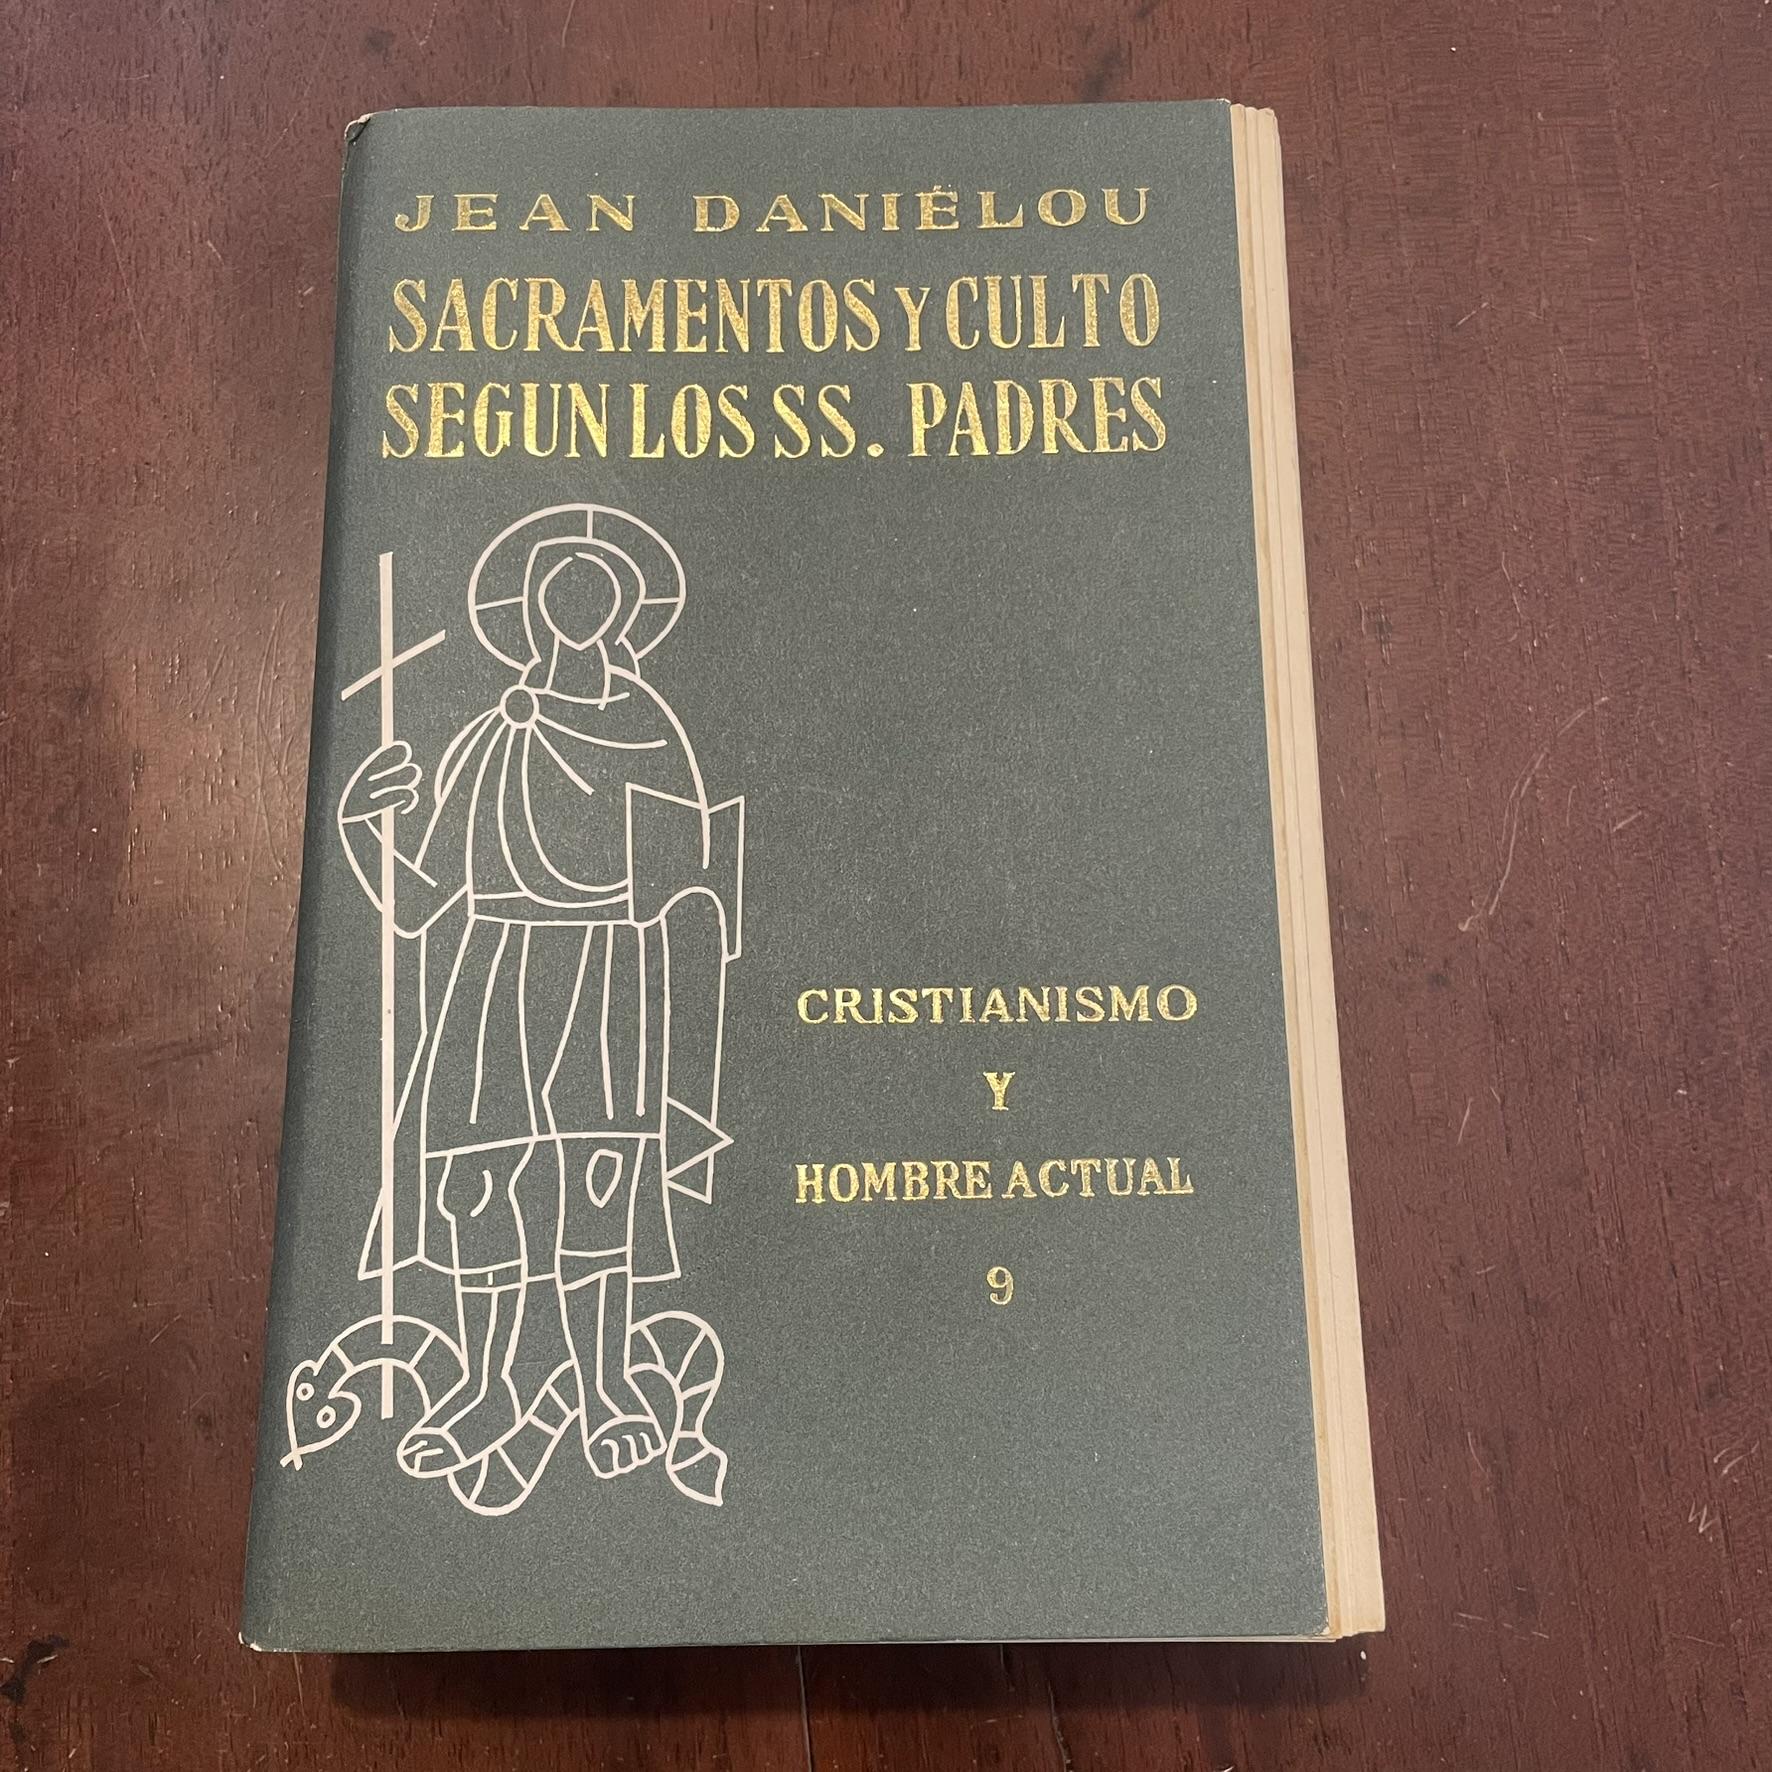 JEAN DANIÉLOU
SACRAMENTOS Y CULTO
SEGUN LOS SS. PADRES
CRISTIANISMO
Y
HOMBRE ACTUAL
9